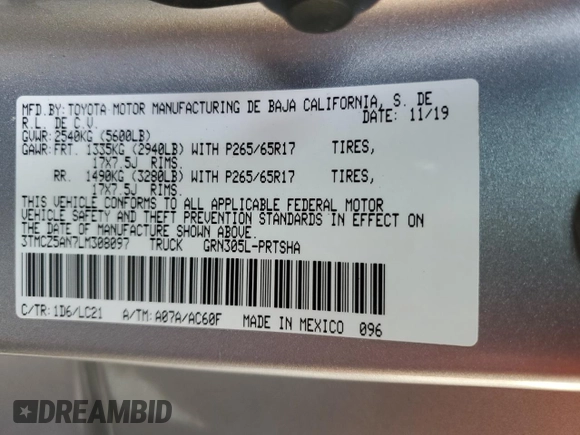 MFD.BY:TOYOTA MOTOR MANUFACTURING DE BAJA CALIFORNIA, S. DE
R.L. DE C.V. DATE: 11/19
GVWR:2540KG (5600LB)
GAWR:FRT. 1335KG (2940LB) WITH P265/65R17 TIRES,
17X7.5J RIMS.
RR. 1490KG (3280LB) WITH P265/65R17 TIRES,
17X7.5J RIMS.
THIS VEHICLE CONFORMS TO ALL APPLICABLE FEDERAL MOTOR
VEHICLE SAFETY AND THEFT PREVENTION STANDARDS IN EFFECT ON
THE DATE OF MANUFACTURE SHOWN ABOVE.
3TMCZ5AN7LM308097 TRUCK GRN305L-PRTSHA
C/TR:1D6/LC21 A/TM:A07A/AC60F MADE IN MEXICO 096
DREAMBID